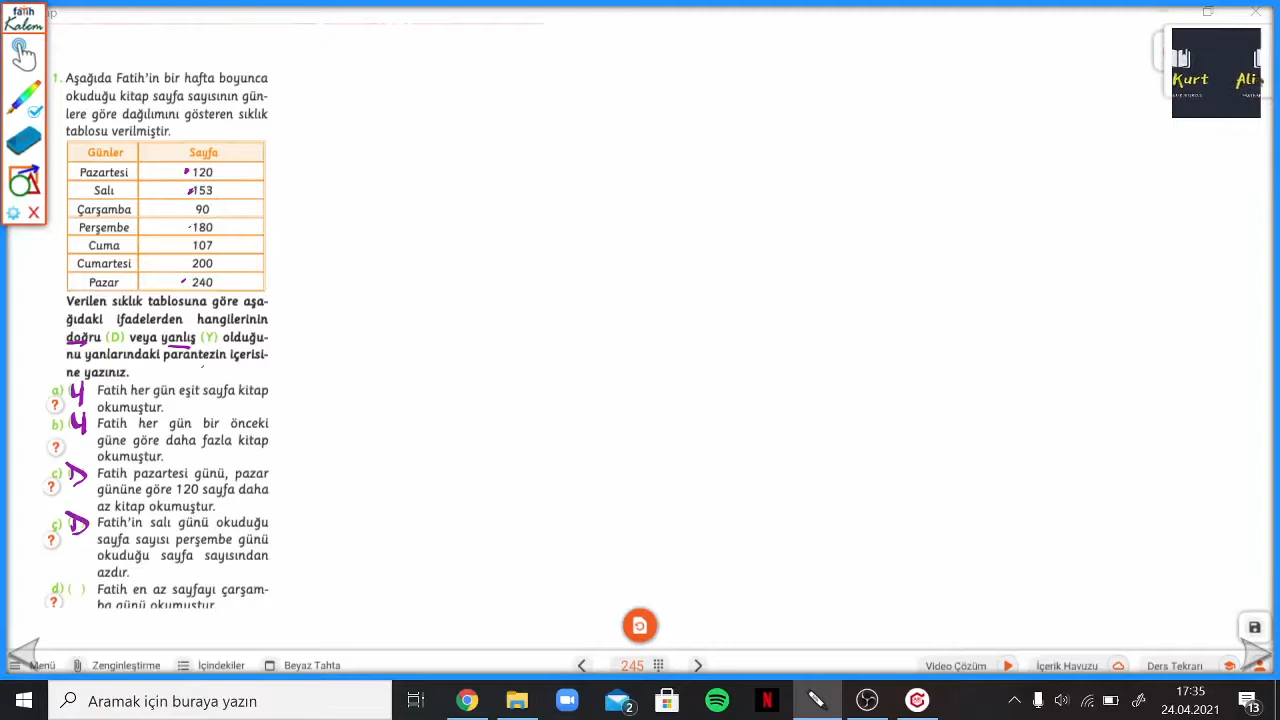 fatih
Kalem
ap
Kurt
Ali
1. Aşağıda Fatih'in bir hafta boyunca
okuduğu kitap sayfa sayısının gün-
lere göre dağılımını gösteren sıklık
tablosu verilmiştir.
Günler Sayfa
Pazartesi 120
Salı 153
Çarşamba 90
Perşembe 180
Cuma 107
Cumartesi 200
Pazar 240
Verilen sıklık tablosuna göre aşa-
ğıdaki ifadelerden hangilerinin
doğru (D) veya yanlış (Y) olduğu-
nu yanlarındaki parantezin içerisi-
ne yazınız.
a) Y Fatih her gün eşit sayfa kitap
? okumuştur.
b) Y Fatih her gün bir önceki
güne göre daha fazla kitap
? okumuştur.
c) D Fatih pazartesi günü, pazar
? gününe göre 120 sayfa daha
az kitap okumuştur.
ç) D Fatih'in salı günü okuduğu
? sayfa sayısı perşembe günü
okuduğu sayfa sayısından
azdır.
d) ( ) Fatih en az sayfayı çarşam-
? ba günü okumuştur.
Menü Zenginleştirme İçindekiler Beyaz Tahta 245 Video Çözüm İçerik Havuzu Ders Tekrarı
Aramak için buraya yazın 2 N 17:35
24.04.2021 13